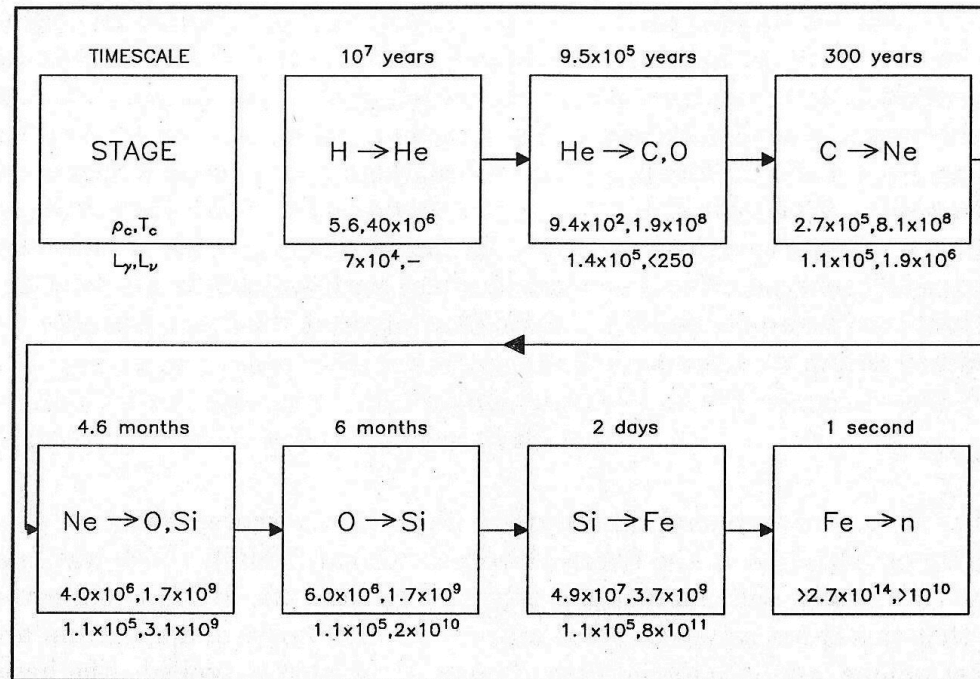 TIMESCALE
STAGE
ρc,Tc
Lγ,Lν
10⁷ years
H → He
5.6,40x10⁶
7x10⁴,–
9.5x10⁵ years
He → C,O
9.4x10²,1.9x10⁸
1.4x10⁵,<250
300 years
C → Ne
2.7x10⁵,8.1x10⁸
1.1x10⁵,1.9x10⁶
4.6 months
Ne → O,Si
4.0x10⁶,1.7x10⁹
1.1x10⁵,3.1x10⁹
6 months
O → Si
6.0x10⁶,1.7x10⁹
1.1x10⁵,2x10¹⁰
2 days
Si → Fe
4.9x10⁷,3.7x10⁹
1.1x10⁵,8x10¹¹
1 second
Fe → n
>2.7x10¹⁴,>10¹⁰